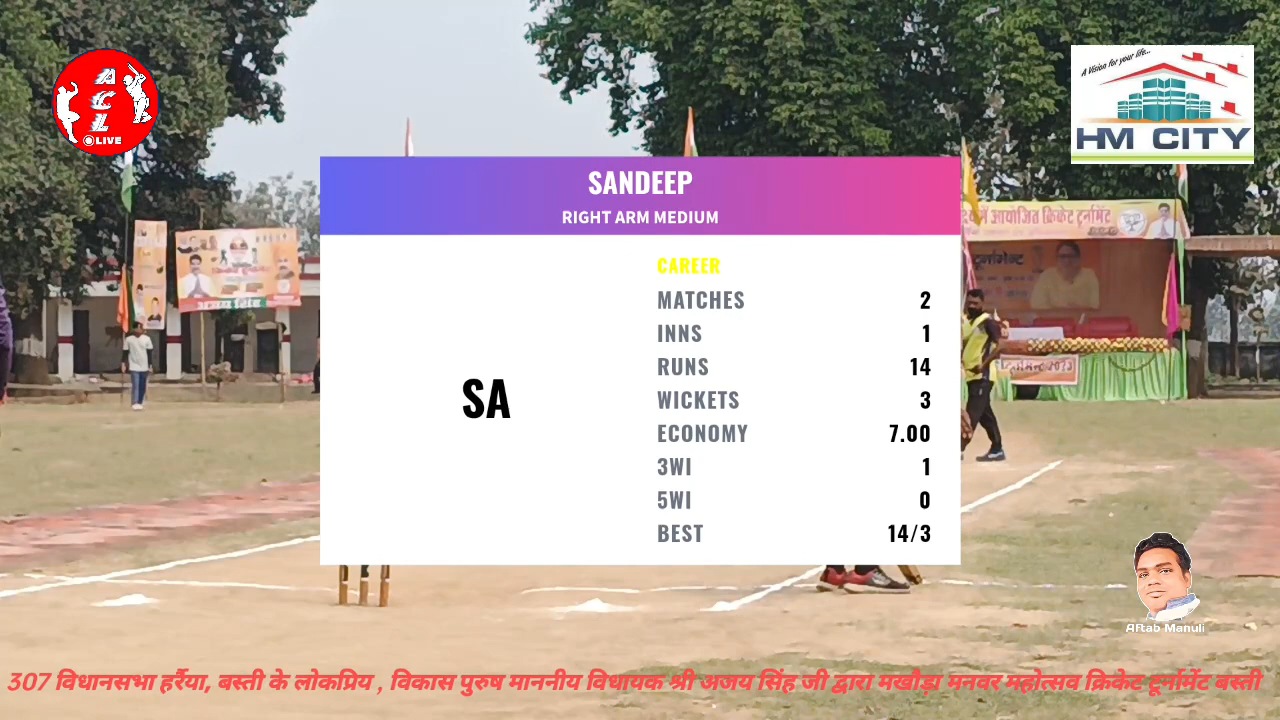 ACL
LIVE
A Vision for your life...
HM CITY
SANDEEP
RIGHT ARM MEDIUM
CAREER
MATCHES 2
INNS 1
RUNS 14
WICKETS 3
ECONOMY 7.00
3WI 1
5WI 0
BEST 14/3
SA
में आयोजित क्रिकेट टूर्नामेंट
Aftab Manuli
307 विधानसभा हर्रैया, बस्ती के लोकप्रिय , विकास पुरुष माननीय विधायक श्री अजय सिंह जी द्वारा मखौड़ा मनवर महोत्सव क्रिकेट टूर्नामेंट बस्ती